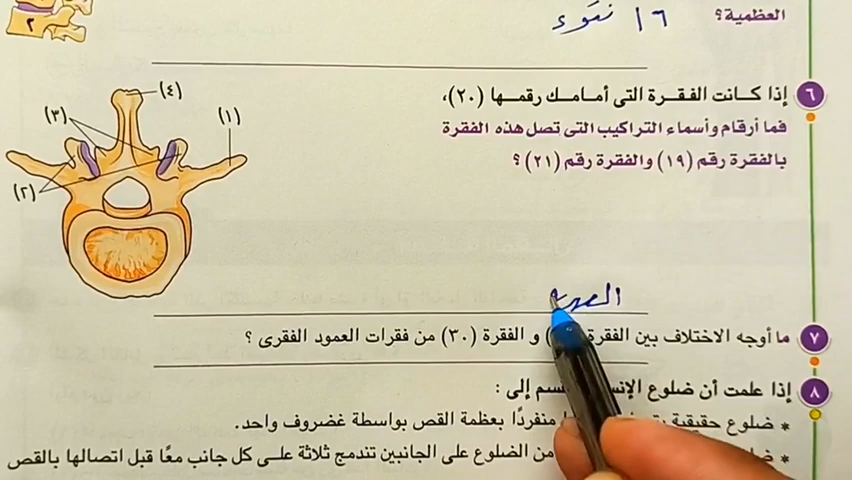 العظمية؟
١٦ نتوء
٢
٦ إذا كانت الفقرة التى أمامك رقمها (٢٠)،
فما أرقام وأسماء التراكيب التى تصل هذه الفقرة
بالفقرة رقم (١٩) والفقرة رقم (٢١) ؟
(٤)
(٣)
(١)
(٢)
٧ ما أوجه الاختلاف بين الفقرة و الفقرة (٣٠) من فقرات العمود الفقرى ؟
٨ إذا علمت أن ضلوع إلى :
* ضلوع حقيقية منفردًا بعظمة القص بواسطة غضروف واحد.
من الضلوع على الجانبين تندمج ثلاثة على كل جانب معًا قبل اتصالها بالقص